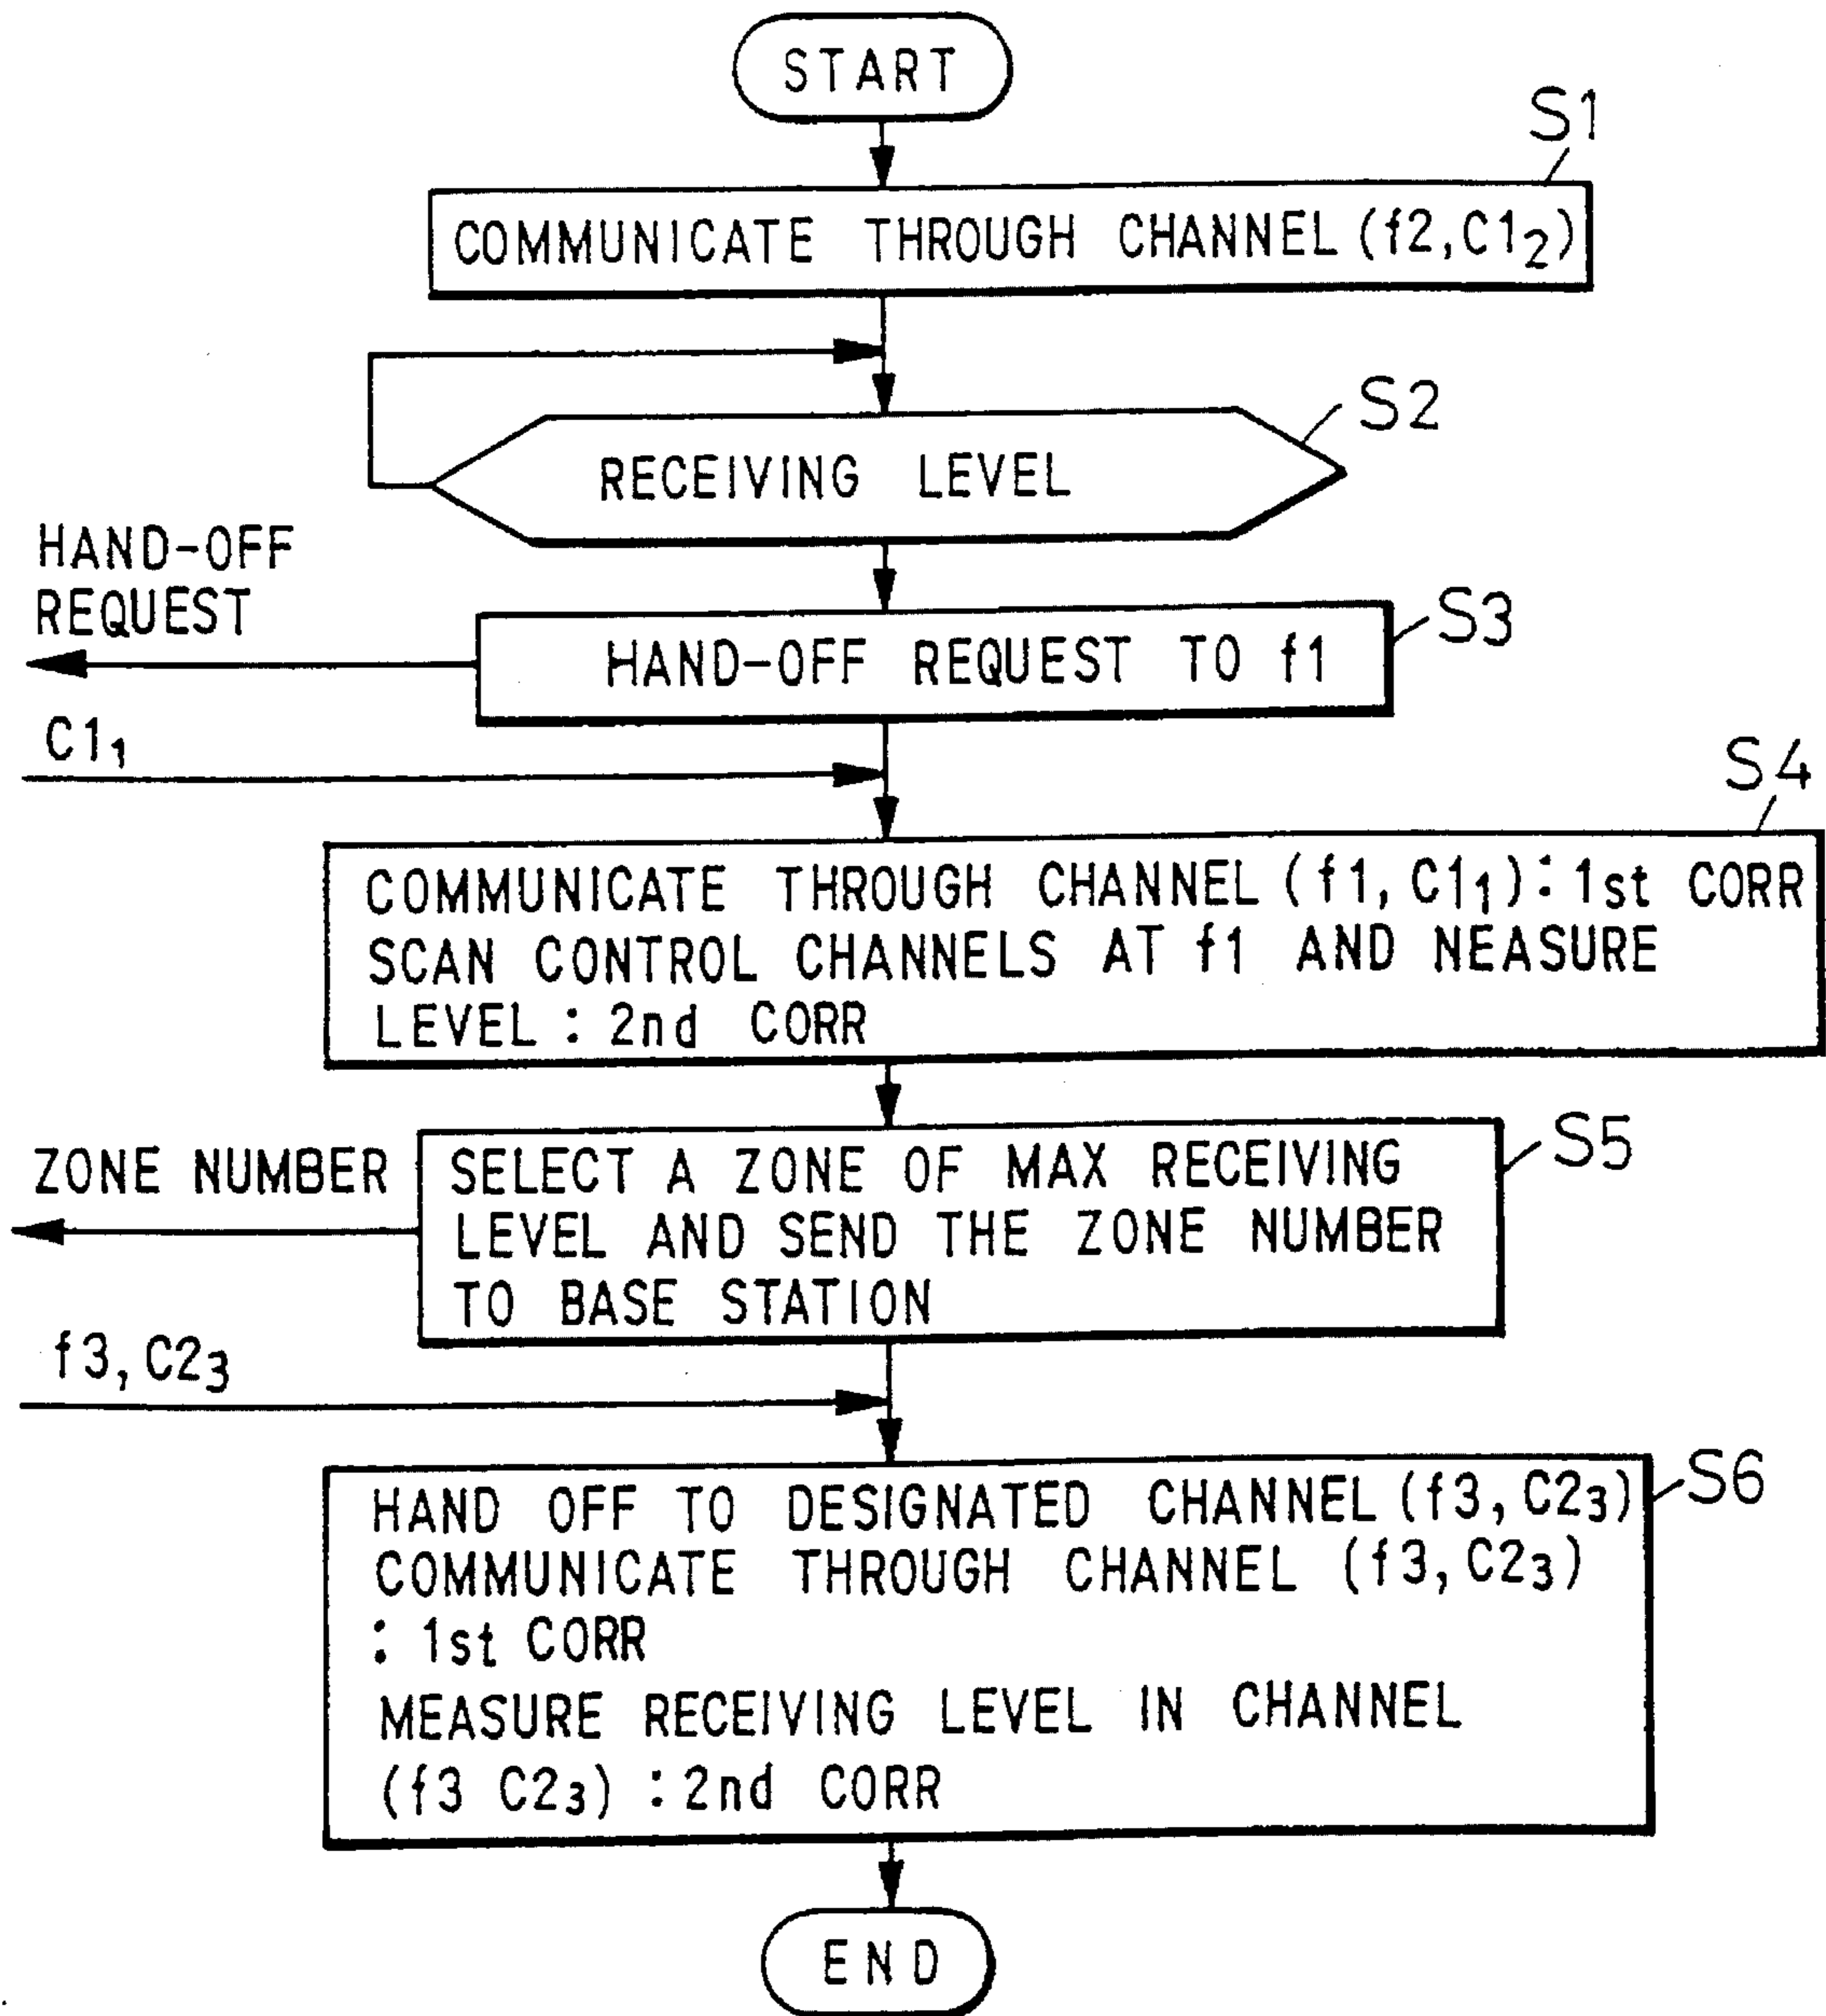 START
S1
COMMUNICATE THROUGH CHANNEL (f2,C1₂)
S2
RECEIVING LEVEL
HAND-OFF
REQUEST
S3
HAND-OFF REQUEST TO f1
C1₁
S4
COMMUNICATE THROUGH CHANNEL (f1, C1₁) : 1st CORR
SCAN CONTROL CHANNELS AT f1 AND NEASURE
LEVEL : 2nd CORR
S5
ZONE NUMBER
SELECT A ZONE OF MAX RECEIVING
LEVEL AND SEND THE ZONE NUMBER
TO BASE STATION
f3, C2₃
S6
HAND OFF TO DESIGNATED CHANNEL (f3, C2₃)
COMMUNICATE THROUGH CHANNEL (f3, C2₃)
: 1st CORR
MEASURE RECEIVING LEVEL IN CHANNEL
(f3 C2₃) : 2nd CORR
END